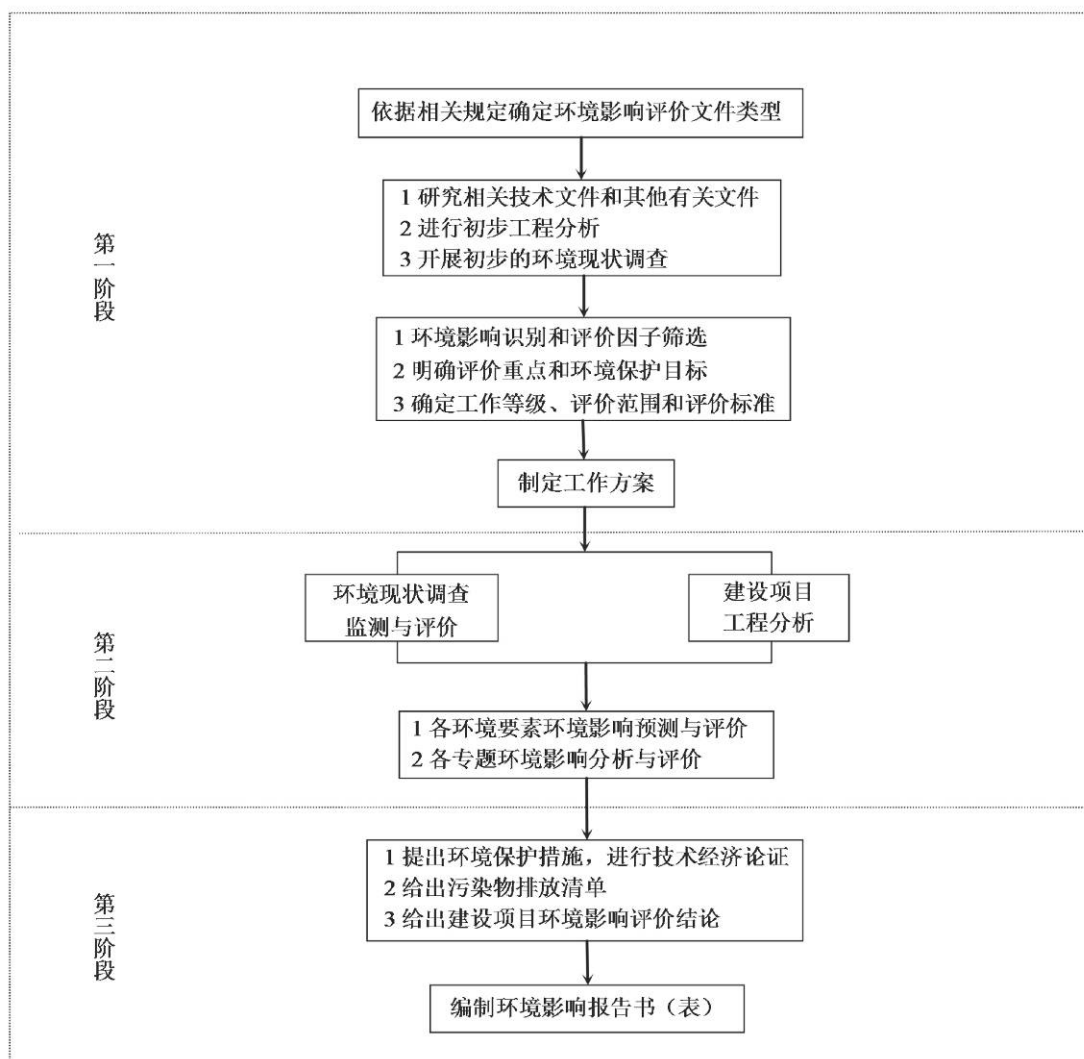 依据相关规定确定环境影响评价文件类型
第一阶段
1 研究相关技术文件和其他有关文件
2 进行初步工程分析
3 开展初步的环境现状调查
1 环境影响识别和评价因子筛选
2 明确评价重点和环境保护目标
3 确定工作等级、评价范围和评价标准
制定工作方案
第二阶段
环境现状调查
监测与评价
建设项目
工程分析
1 各环境要素环境影响预测与评价
2 各专题环境影响分析与评价
第三阶段
1 提出环境保护措施，进行技术经济论证
2 给出污染物排放清单
3 给出建设项目环境影响评价结论
编制环境影响报告书（表）